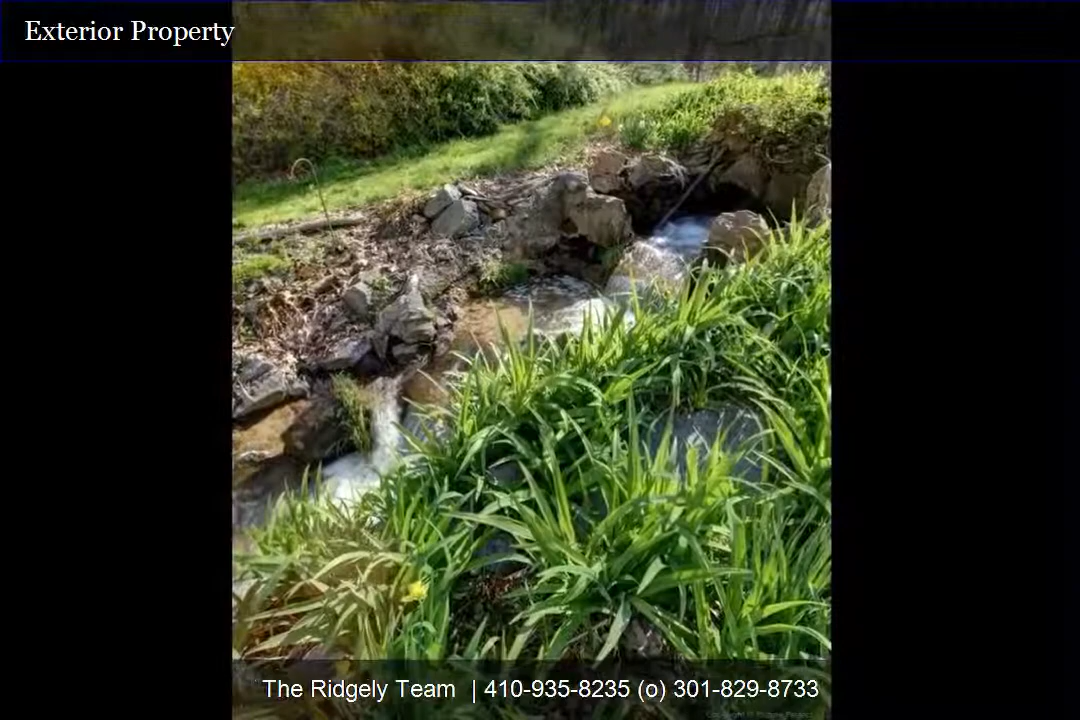 Exterior Property
The Ridgely Team | 410-935-8235 (o) 301-829-8733